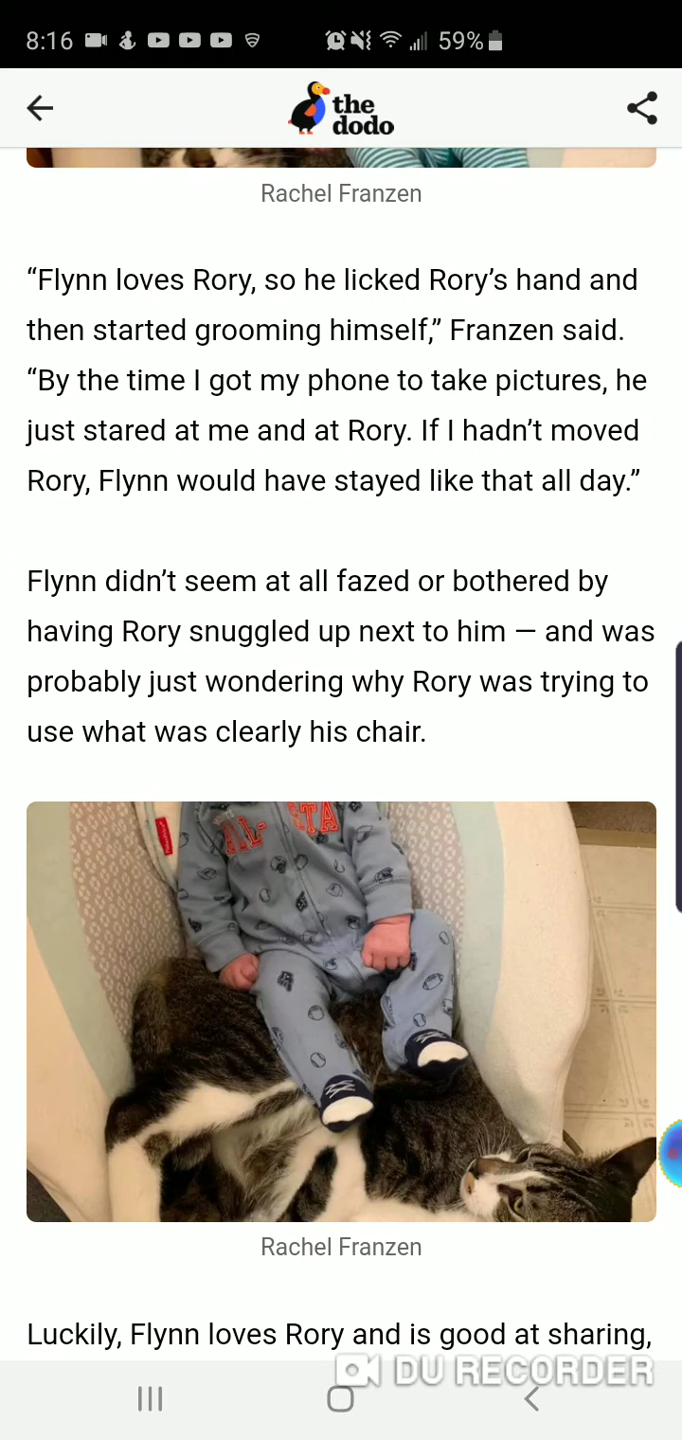 8:16
59%
the
dodo
Rachel Franzen
“Flynn loves Rory, so he licked Rory’s hand and
then started grooming himself,” Franzen said.
“By the time I got my phone to take pictures, he
just stared at me and at Rory. If I hadn’t moved
Rory, Flynn would have stayed like that all day.”
Flynn didn’t seem at all fazed or bothered by
having Rory snuggled up next to him — and was
probably just wondering why Rory was trying to
use what was clearly his chair.
AL- STA
Rachel Franzen
Luckily, Flynn loves Rory and is good at sharing,
DU RECORDER